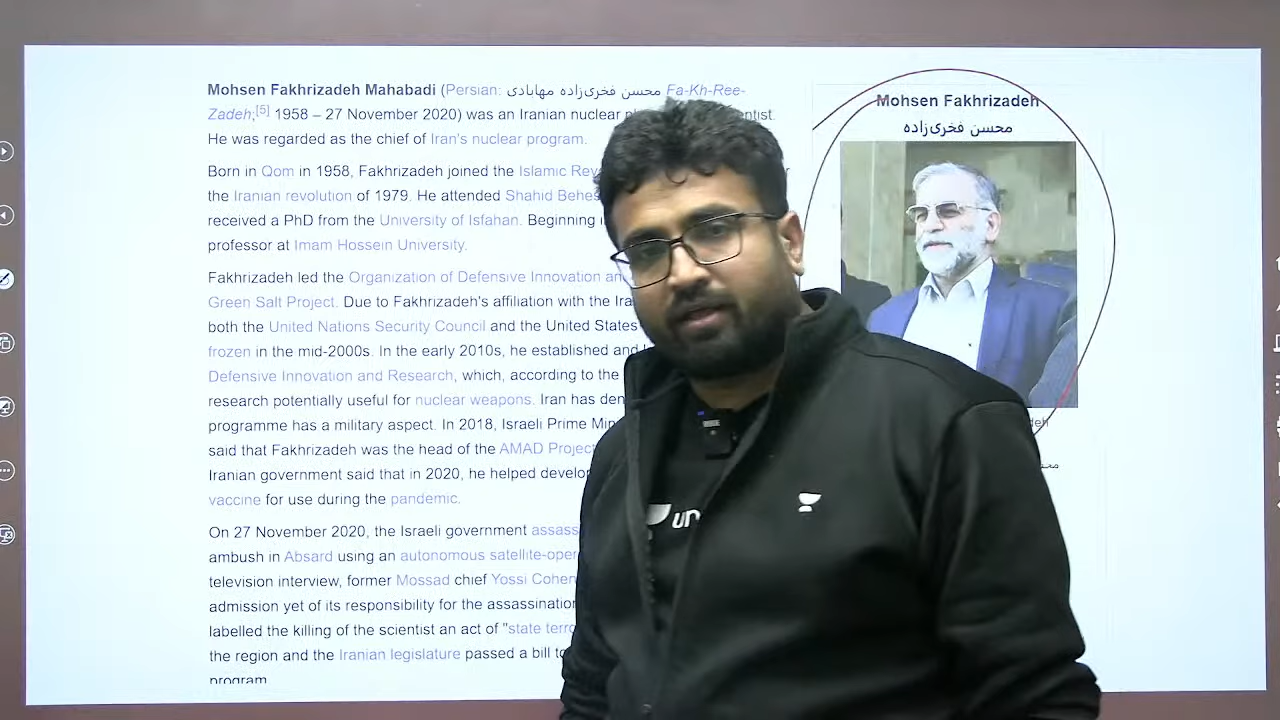 Mohsen Fakhrizadeh Mahabadi (Persian: محسن فخری‌زاده مهابادی Fa-Kh-Ree-
Zadeh;[5] 1958 – 27 November 2020) was an Iranian nuclear
He was regarded as the chief of Iran's nuclear program.
Born in Qom in 1958, Fakhrizadeh joined the Islamic
the Iranian revolution of 1979. He attended Shahid
received a PhD from the University of Isfahan. Beginning
professor at Imam Hossein University.
Fakhrizadeh led the Organization of Defensive Innovation
Green Salt Project. Due to Fakhrizadeh's affiliation with the
both the United Nations Security Council and the United States
frozen in the mid-2000s. In the early 2010s, he established and
Defensive Innovation and Research, which, according to the
research potentially useful for nuclear weapons. Iran has
programme has a military aspect. In 2018, Israeli Prime
said that Fakhrizadeh was the head of the AMAD Project
Iranian government said that in 2020, he helped
vaccine for use during the pandemic.
On 27 November 2020, the Israeli government
ambush in Absard using an autonomous
television interview, former Mossad chief Yossi Cohen
admission yet of its responsibility for the assassination
labelled the killing of the scientist an act of "state
the region and the Iranian legislature passed a bill
program
Mohsen Fakhrizadeh
محسن فخری‌زاده